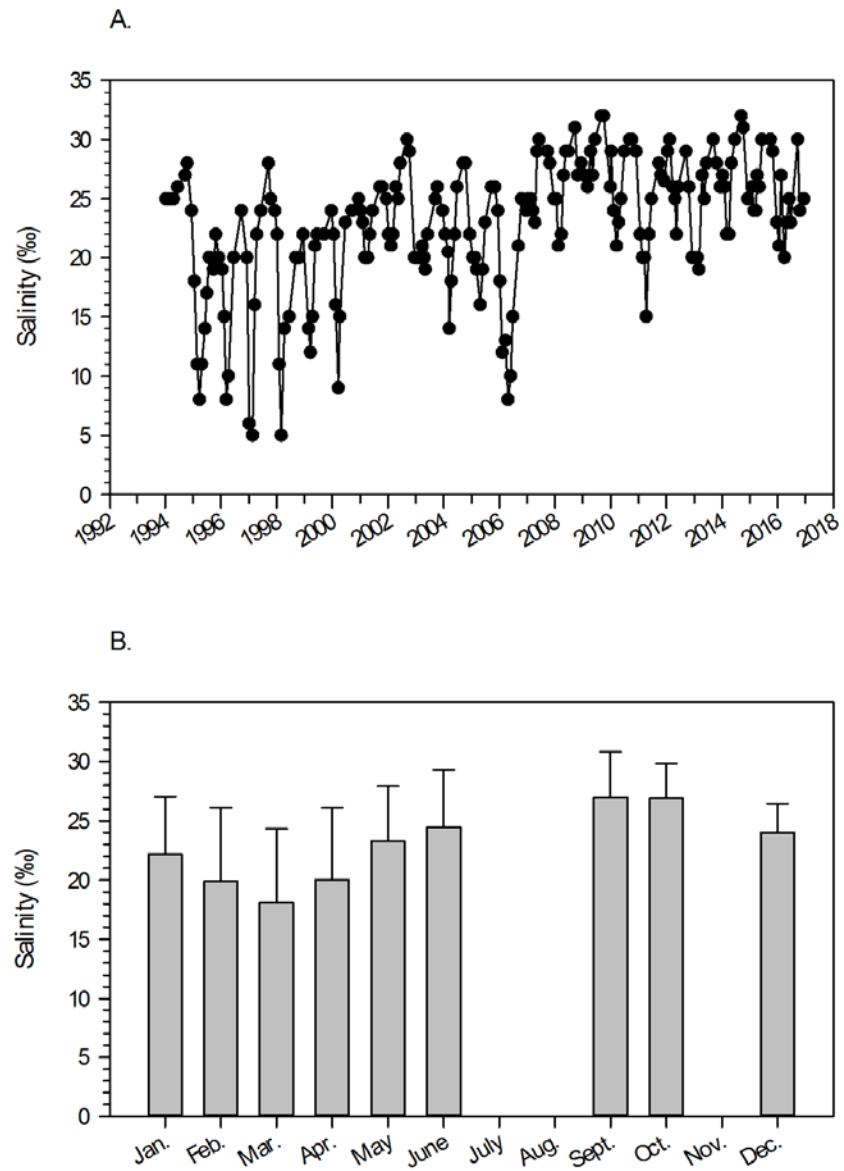 A.
35
30
25
20
15
10
5
0
Salinity (‰)
1992 1994 1996 1998 2000 2002 2004 2006 2008 2010 2012 2014 2016 2018
B.
35
30
25
20
15
10
5
0
Salinity (‰)
Jan. Feb. Mar. Apr. May June July Aug. Sept. Oct. Nov. Dec.